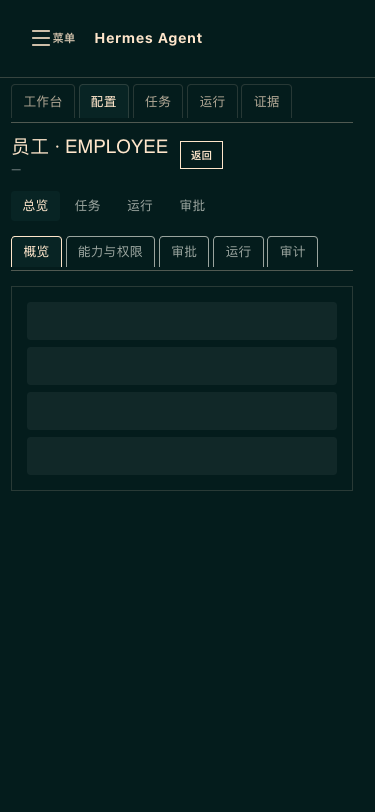 菜单 Hermes Agent
工作台 配置 任务 运行 证据
员工 · EMPLOYEE 返回
—
总览 任务 运行 审批
概览 能力与权限 审批 运行 审计